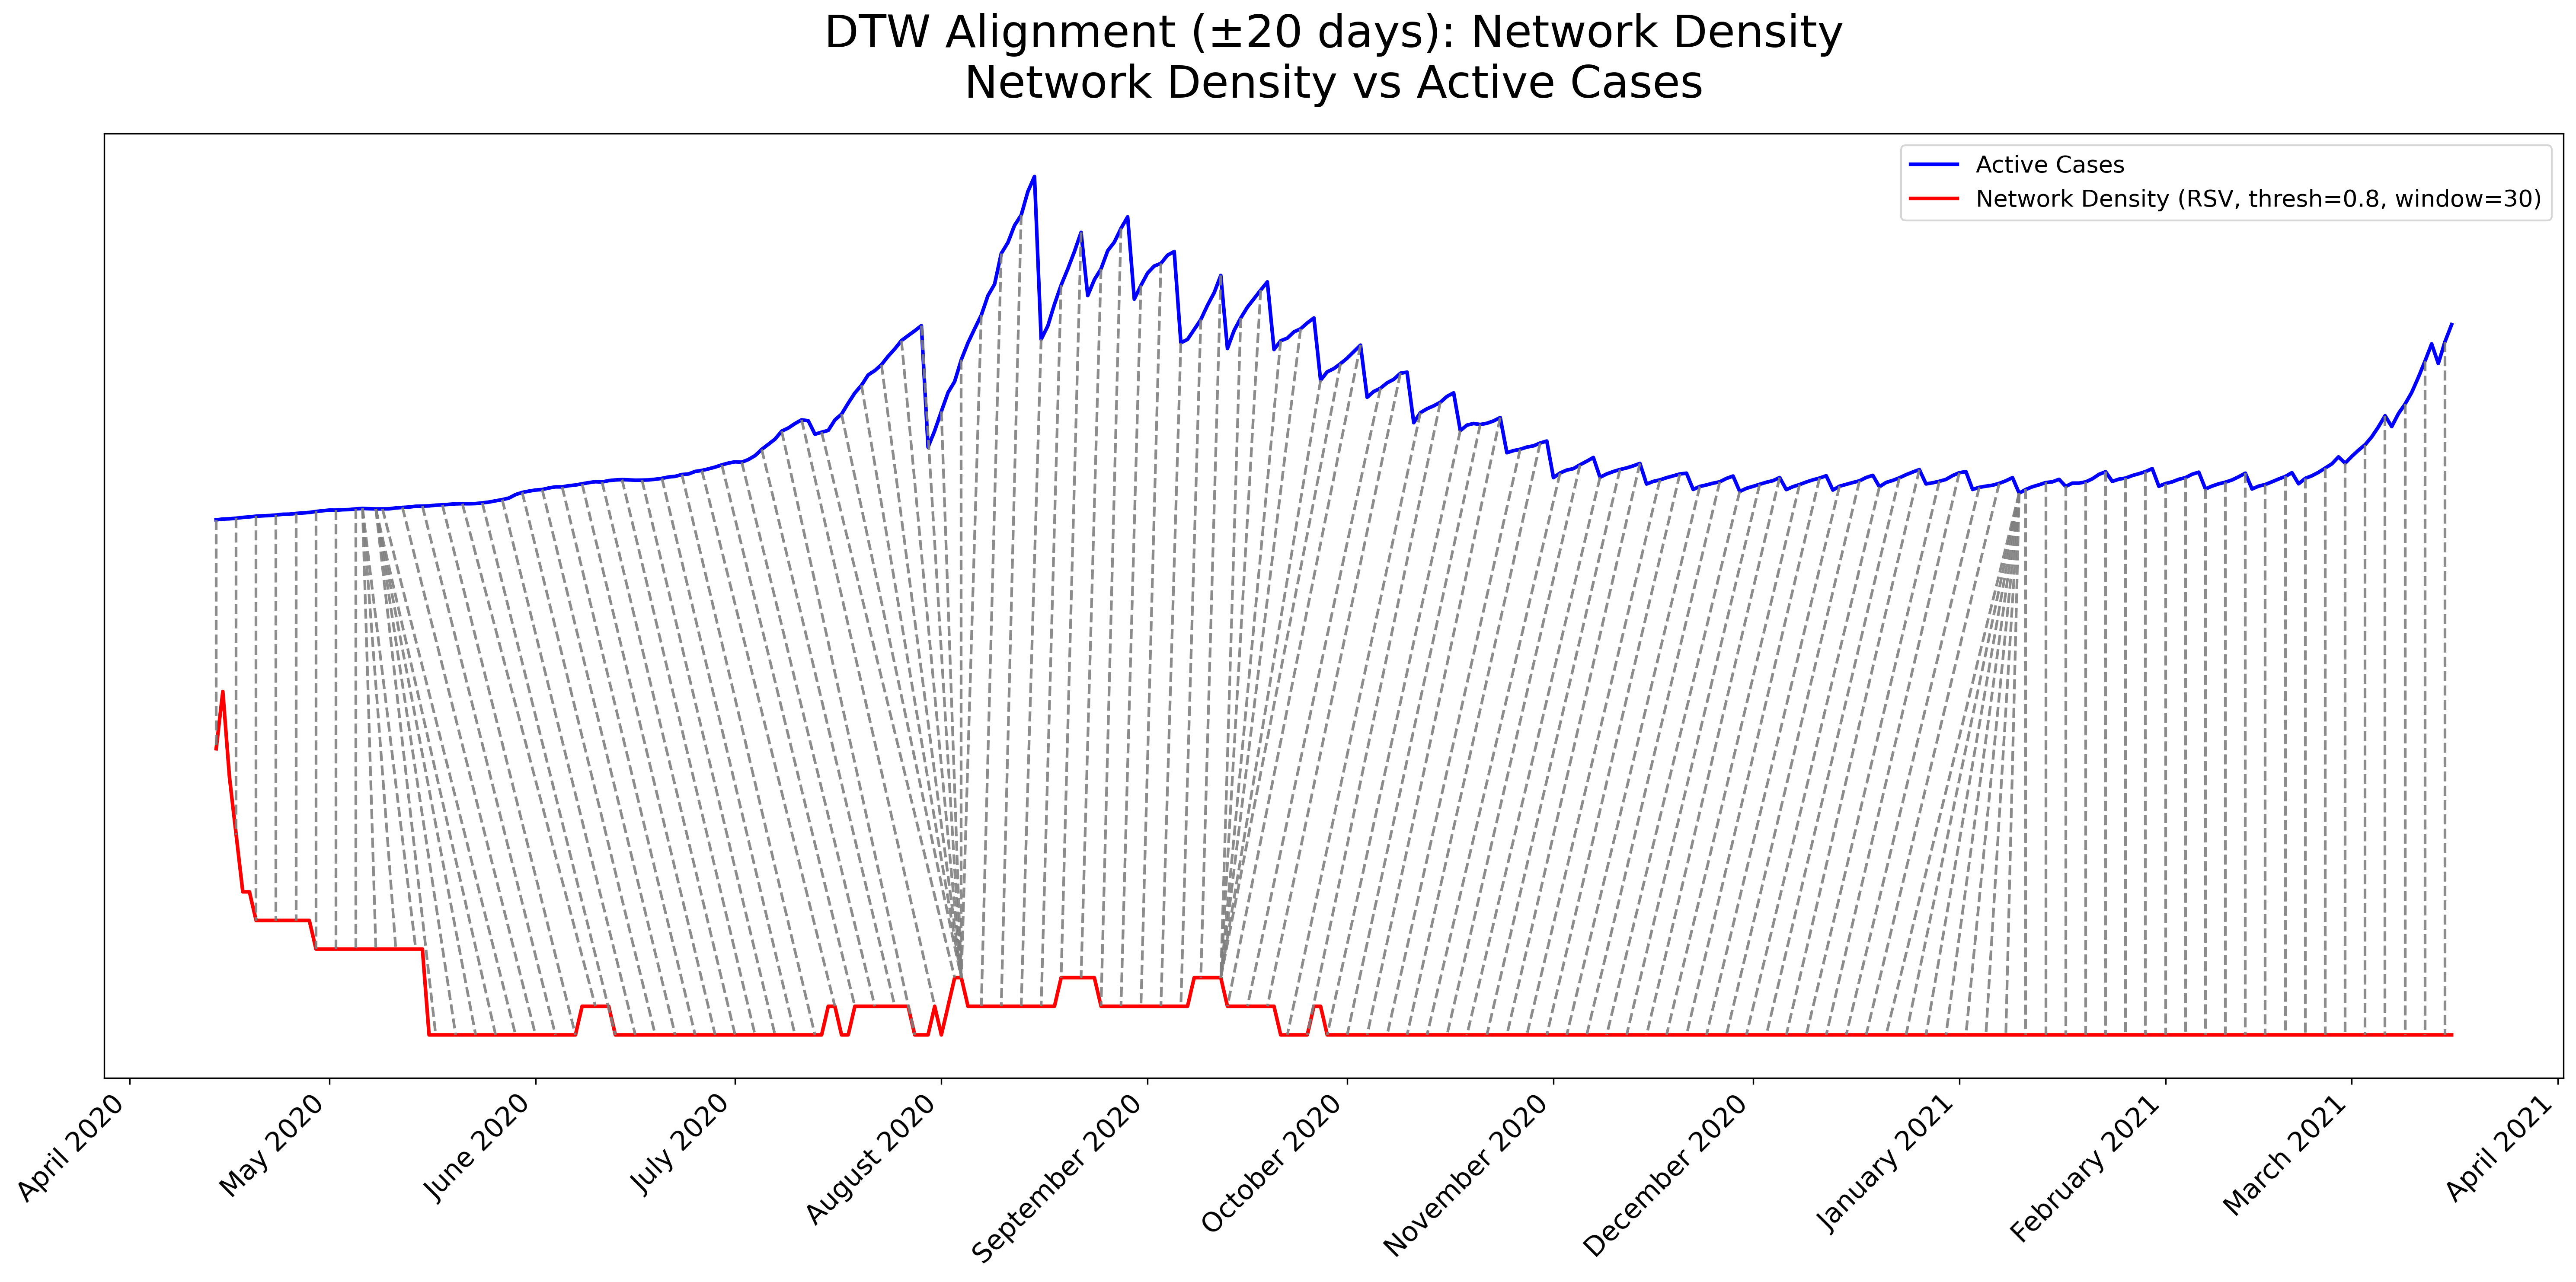 DTW Alignment (±20 days): Network Density
Network Density vs Active Cases
Active Cases
Network Density (RSV, thresh=0.8, window=30)
April 2020
May 2020
June 2020
July 2020
August 2020
September 2020
October 2020
November 2020
December 2020
January 2021
February 2021
March 2021
April 2021